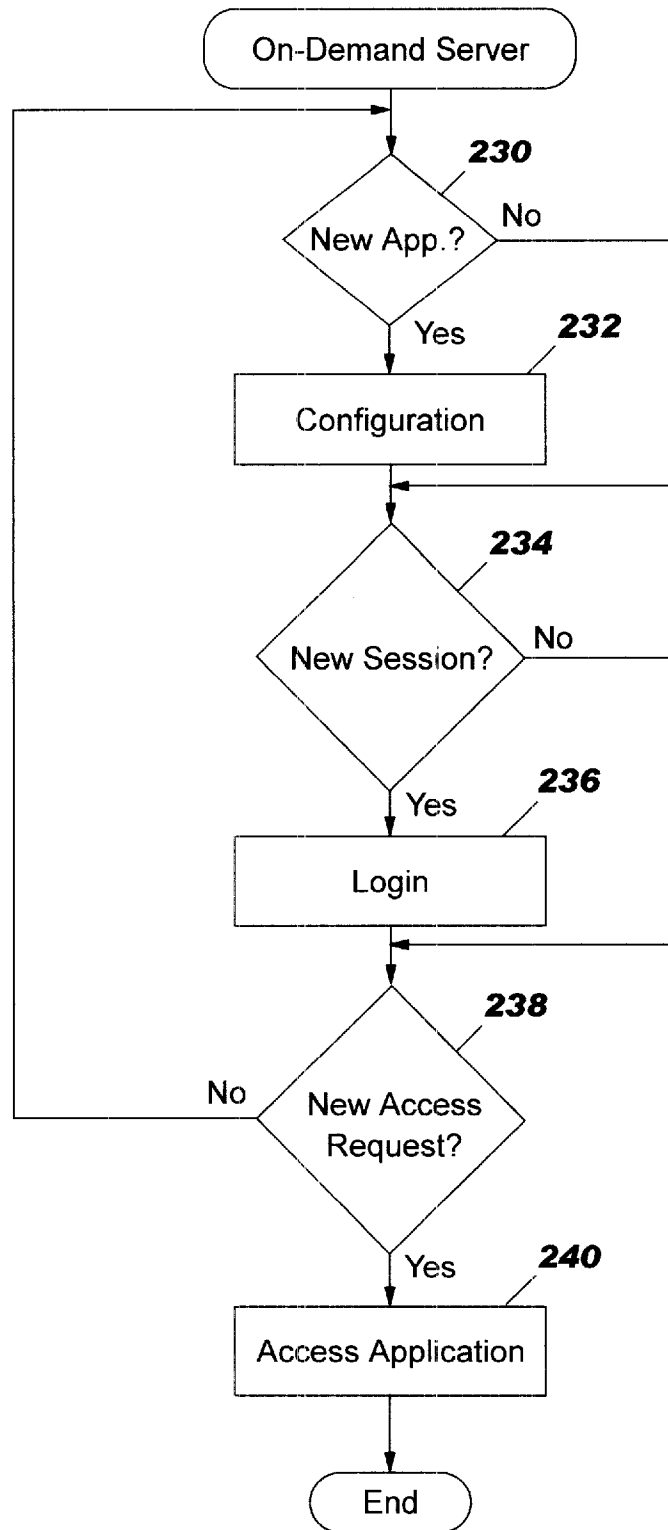 On-Demand Server
230
New App.?
No
Yes
232
Configuration
234
New Session?
No
Yes
236
Login
238
No
New Access
Request?
Yes
240
Access Application
End